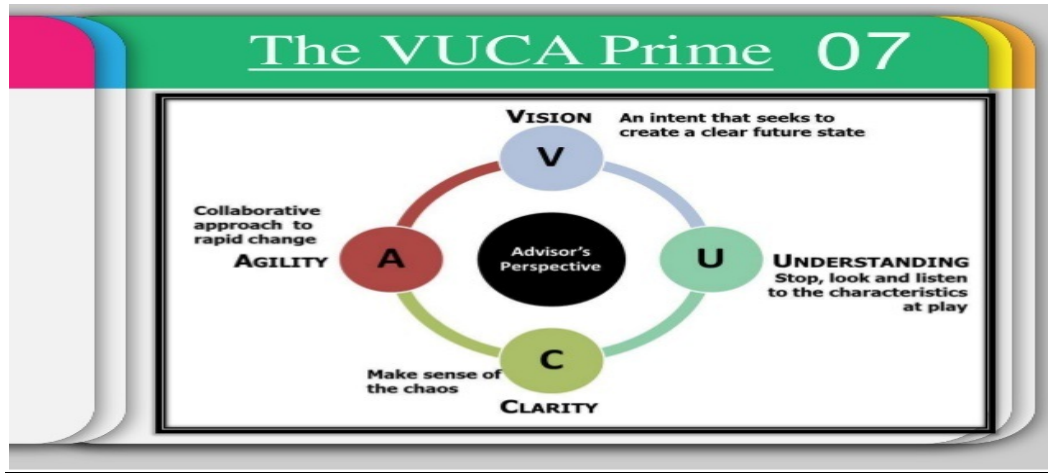 The VUCA Prime 07
VISION
An intent that seeks to
create a clear future state
V
Collaborative
approach to
rapid change
AGILITY
A
Advisor's
Perspective
U
UNDERSTANDING
Stop, look and listen
to the characteristics
at play
C
Make sense of
the chaos
CLARITY